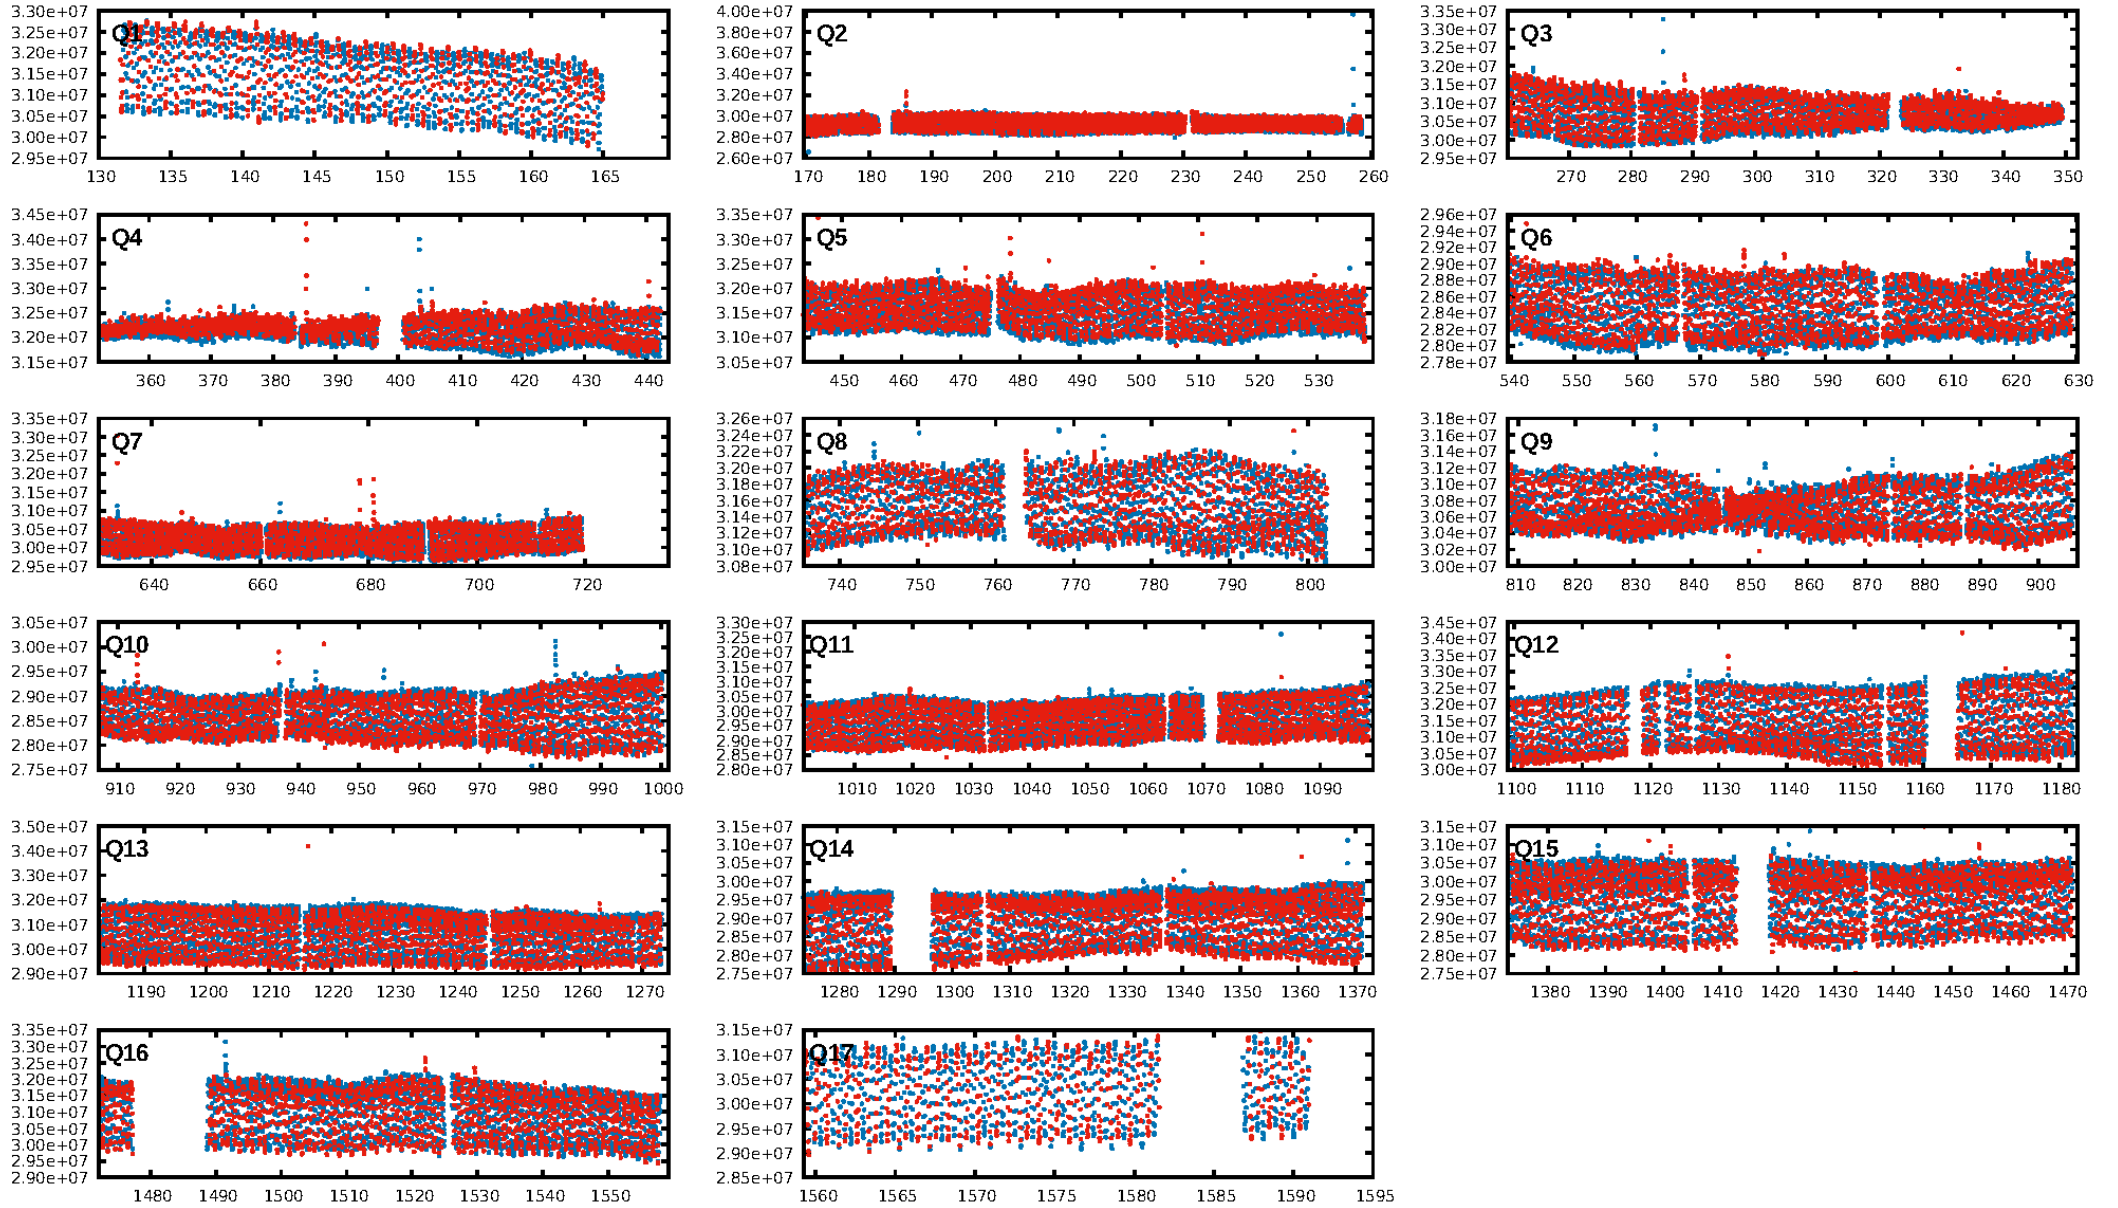 Q1
3.30e+07
3.25e+07
3.20e+07
3.15e+07
3.10e+07
3.05e+07
3.00e+07
2.95e+07
130 135 140 145 150 155 160 165
Q2
4.00e+07
3.80e+07
3.60e+07
3.40e+07
3.20e+07
3.00e+07
2.80e+07
2.60e+07
170 180 190 200 210 220 230 240 250 260
Q3
3.35e+07
3.30e+07
3.25e+07
3.20e+07
3.15e+07
3.10e+07
3.05e+07
3.00e+07
2.95e+07
270 280 290 300 310 320 330 340 350
Q4
3.45e+07
3.40e+07
3.35e+07
3.30e+07
3.25e+07
3.20e+07
3.15e+07
360 370 380 390 400 410 420 430 440
Q5
3.35e+07
3.30e+07
3.25e+07
3.20e+07
3.15e+07
3.10e+07
3.05e+07
450 460 470 480 490 500 510 520 530
Q6
2.96e+07
2.94e+07
2.92e+07
2.90e+07
2.88e+07
2.86e+07
2.84e+07
2.82e+07
2.80e+07
2.78e+07
540 550 560 570 580 590 600 610 620 630
Q7
3.35e+07
3.30e+07
3.25e+07
3.20e+07
3.15e+07
3.10e+07
3.05e+07
3.00e+07
2.95e+07
640 660 680 700 720
Q8
3.26e+07
3.24e+07
3.22e+07
3.20e+07
3.18e+07
3.16e+07
3.14e+07
3.12e+07
3.10e+07
3.08e+07
740 750 760 770 780 790 800
Q9
3.18e+07
3.16e+07
3.14e+07
3.12e+07
3.10e+07
3.08e+07
3.06e+07
3.04e+07
3.02e+07
3.00e+07
810 820 830 840 850 860 870 880 890 900
Q10
3.05e+07
3.00e+07
2.95e+07
2.90e+07
2.85e+07
2.80e+07
2.75e+07
910 920 930 940 950 960 970 980 990 1000
Q11
3.30e+07
3.25e+07
3.20e+07
3.15e+07
3.10e+07
3.05e+07
3.00e+07
2.95e+07
2.90e+07
2.85e+07
2.80e+07
1010 1020 1030 1040 1050 1060 1070 1080 1090
Q12
3.45e+07
3.40e+07
3.35e+07
3.30e+07
3.25e+07
3.20e+07
3.15e+07
3.10e+07
3.05e+07
3.00e+07
1100 1110 1120 1130 1140 1150 1160 1170 1180
Q13
3.50e+07
3.40e+07
3.30e+07
3.20e+07
3.10e+07
3.00e+07
2.90e+07
1190 1200 1210 1220 1230 1240 1250 1260 1270
Q14
3.15e+07
3.10e+07
3.05e+07
3.00e+07
2.95e+07
2.90e+07
2.85e+07
2.80e+07
2.75e+07
1280 1290 1300 1310 1320 1330 1340 1350 1360 1370
Q15
3.15e+07
3.10e+07
3.05e+07
3.00e+07
2.95e+07
2.90e+07
2.85e+07
2.80e+07
2.75e+07
1380 1390 1400 1410 1420 1430 1440 1450 1460 1470
Q16
3.35e+07
3.30e+07
3.25e+07
3.20e+07
3.15e+07
3.10e+07
3.05e+07
3.00e+07
2.95e+07
2.90e+07
1480 1490 1500 1510 1520 1530 1540 1550
Q17
3.15e+07
3.10e+07
3.05e+07
3.00e+07
2.95e+07
2.90e+07
2.85e+07
1560 1565 1570 1575 1580 1585 1590 1595